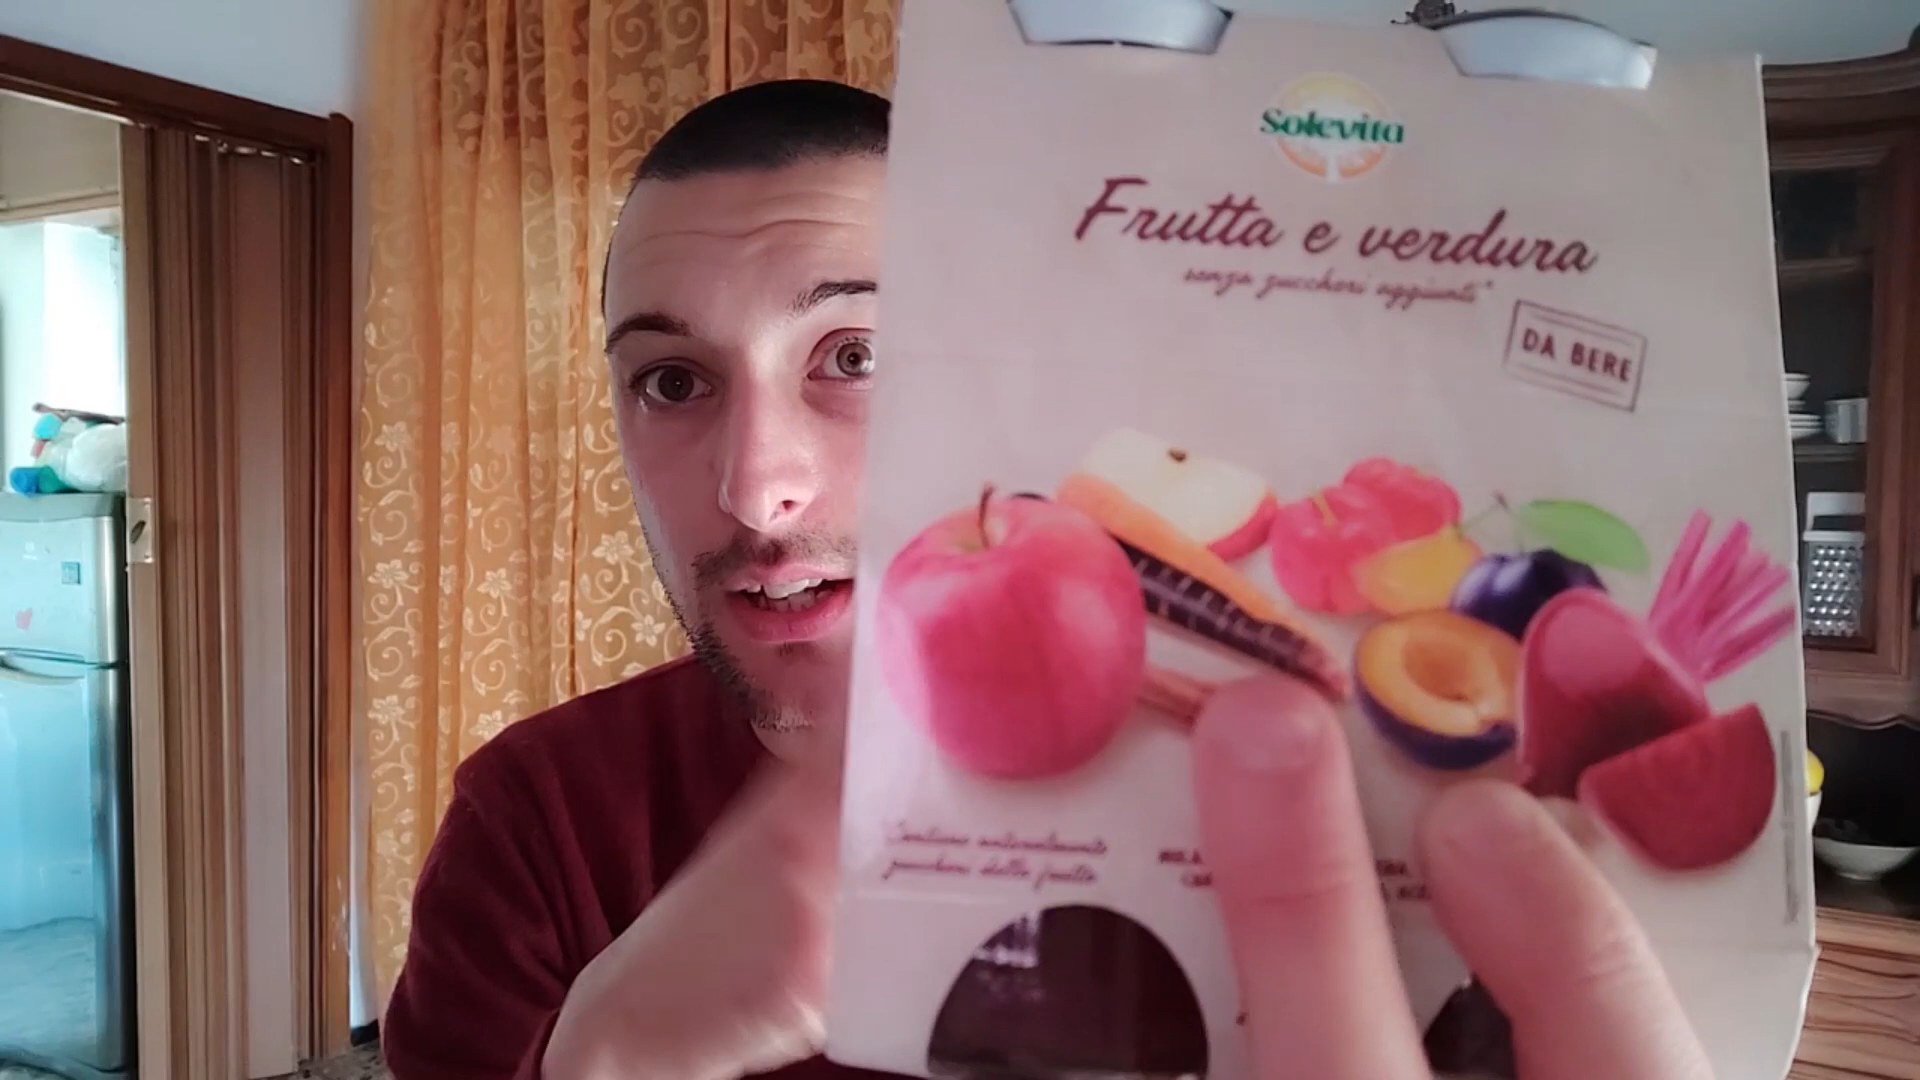 Solevita
Frutta e verdura
senza zuccheri aggiunti*
DA BERE
*Contiene naturalmente
zuccheri della frutta